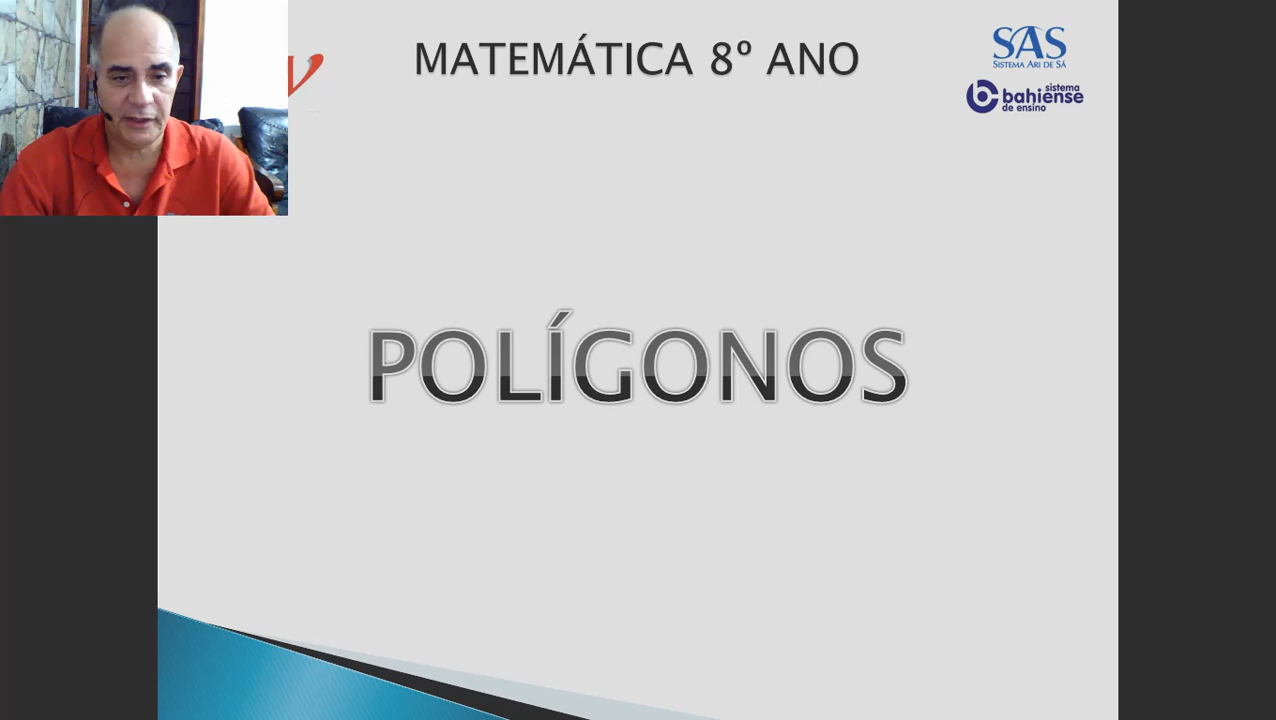 MATEMÁTICA 8º ANO
SAS
SISTEMA ARI DE SÁ
sistema
bahiense
de ensino
POLÍGONOS